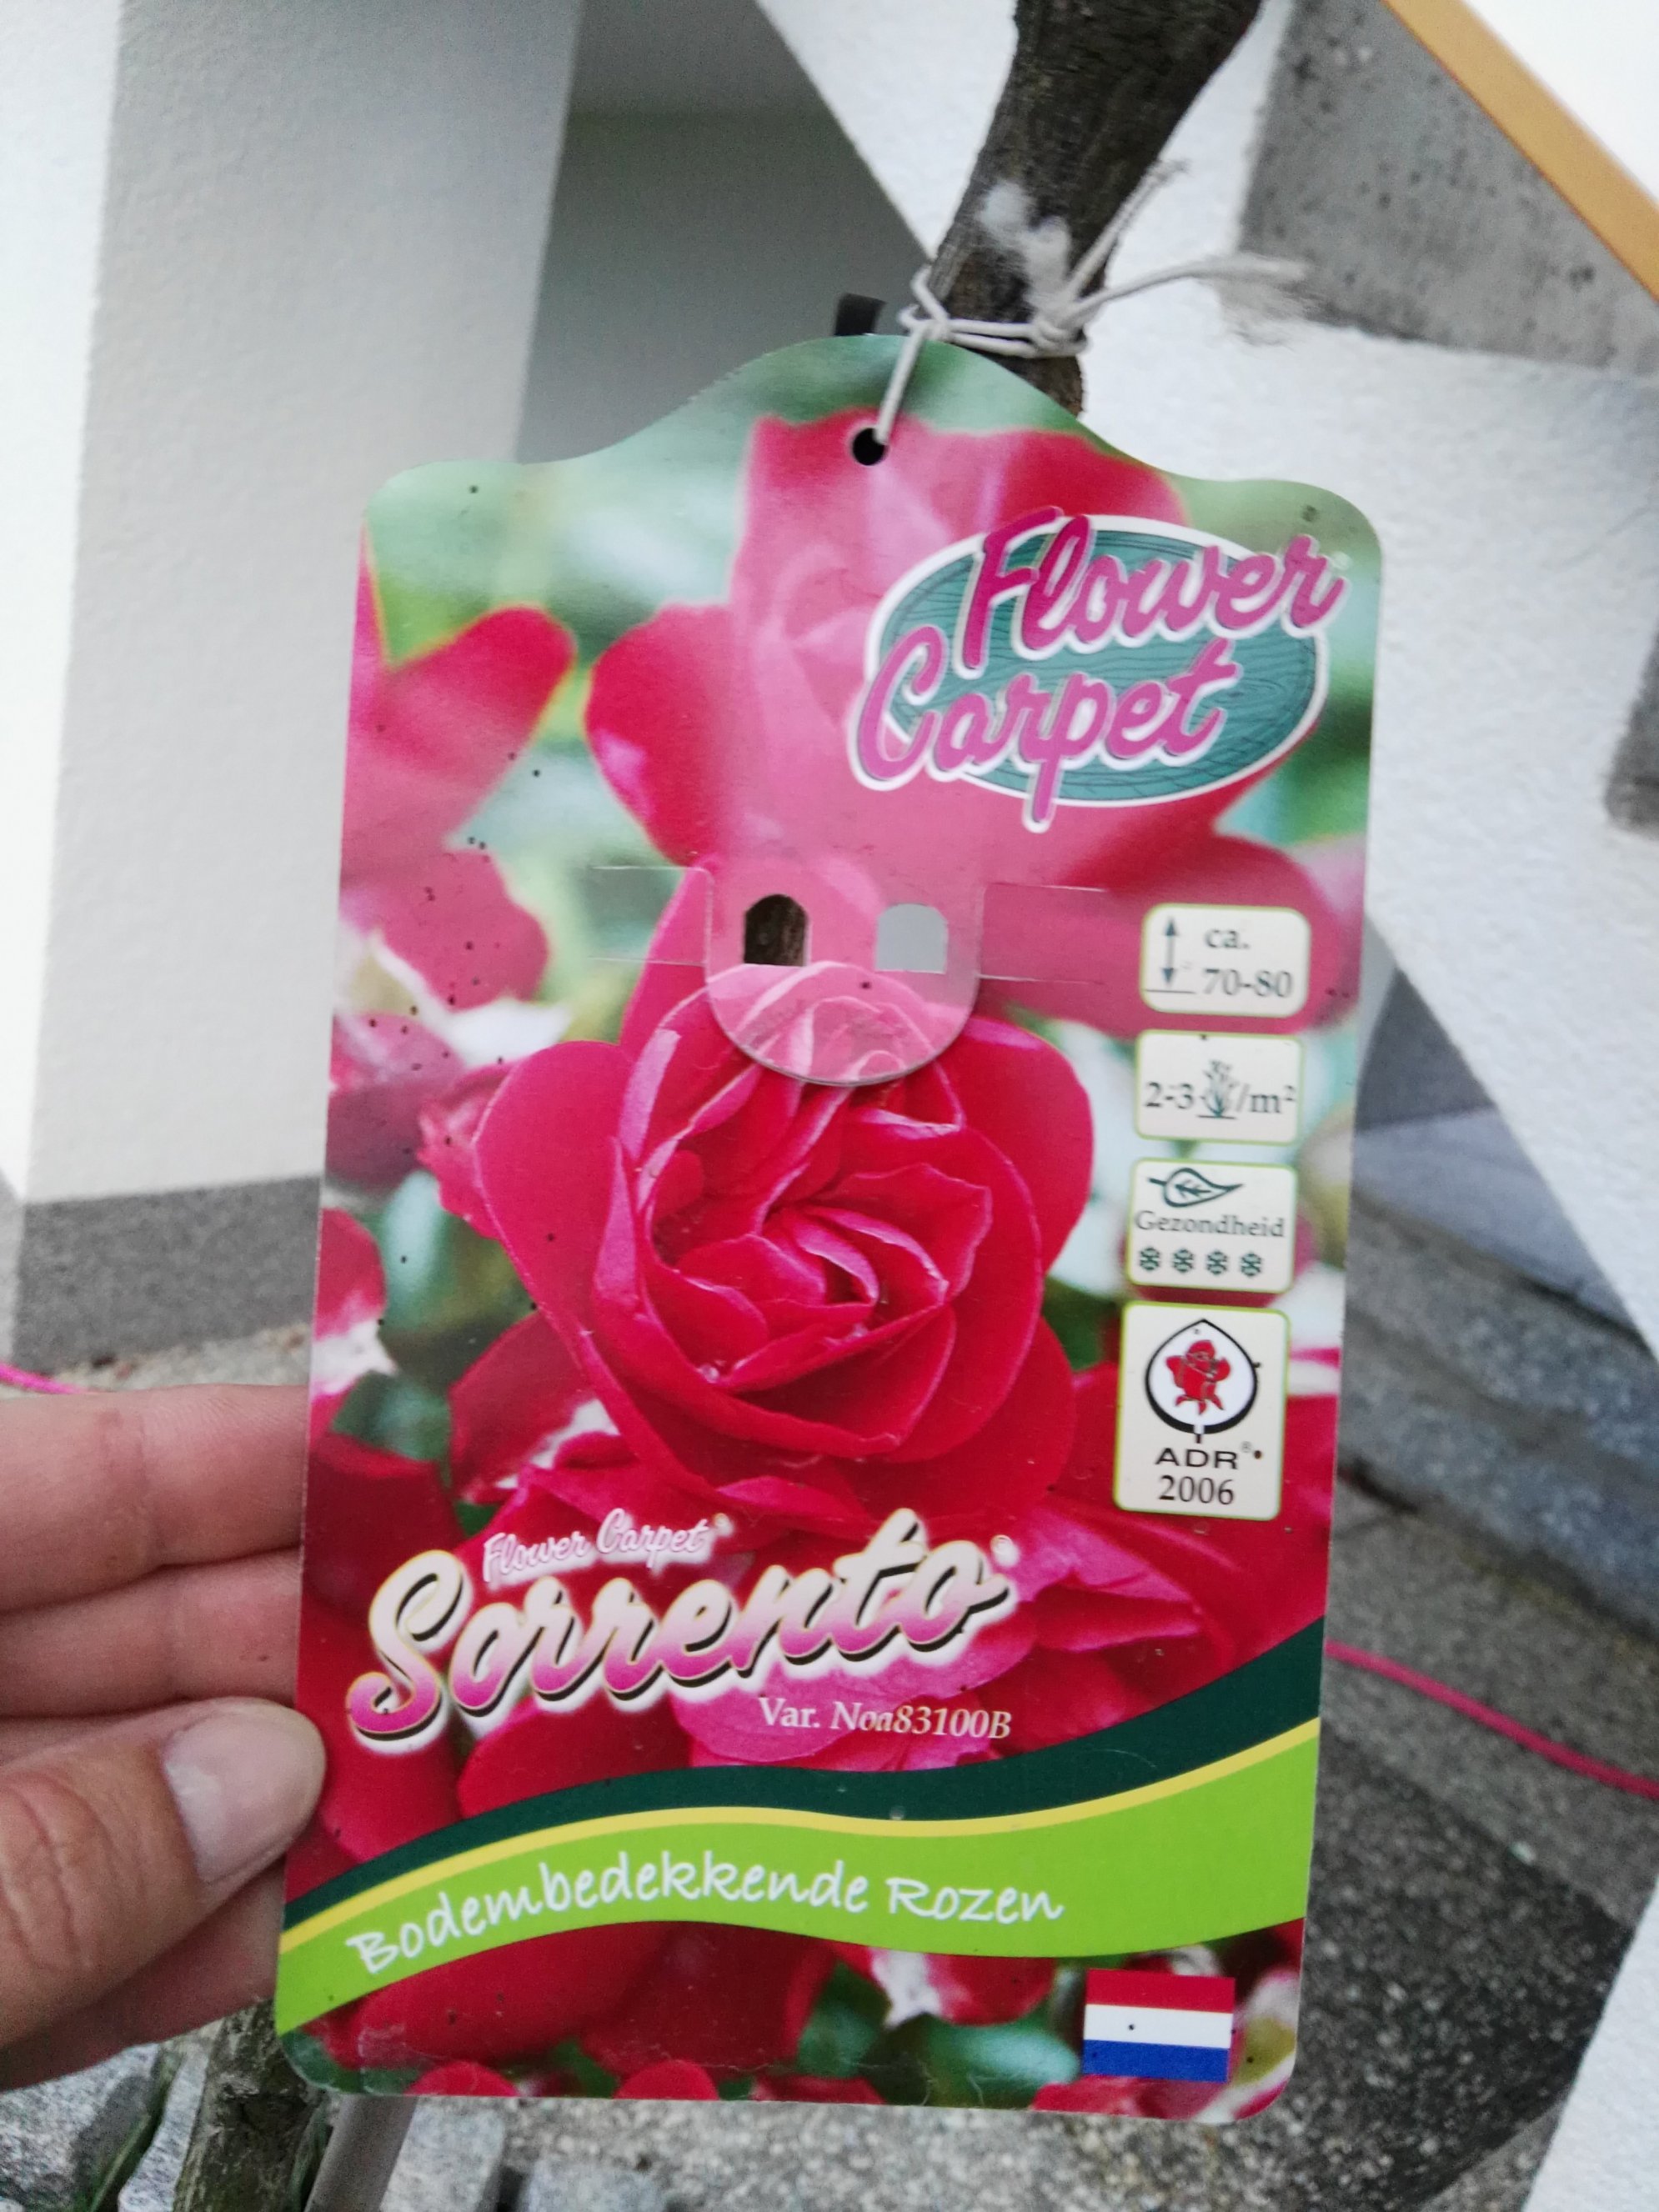 Flower
Carpet
ca.
70-80
2-3 /m²
Gezondheid
ADR®
2006
Flower Carpet®
Sorrento®
Var. Noa83100B
Bodembedekkende Rozen